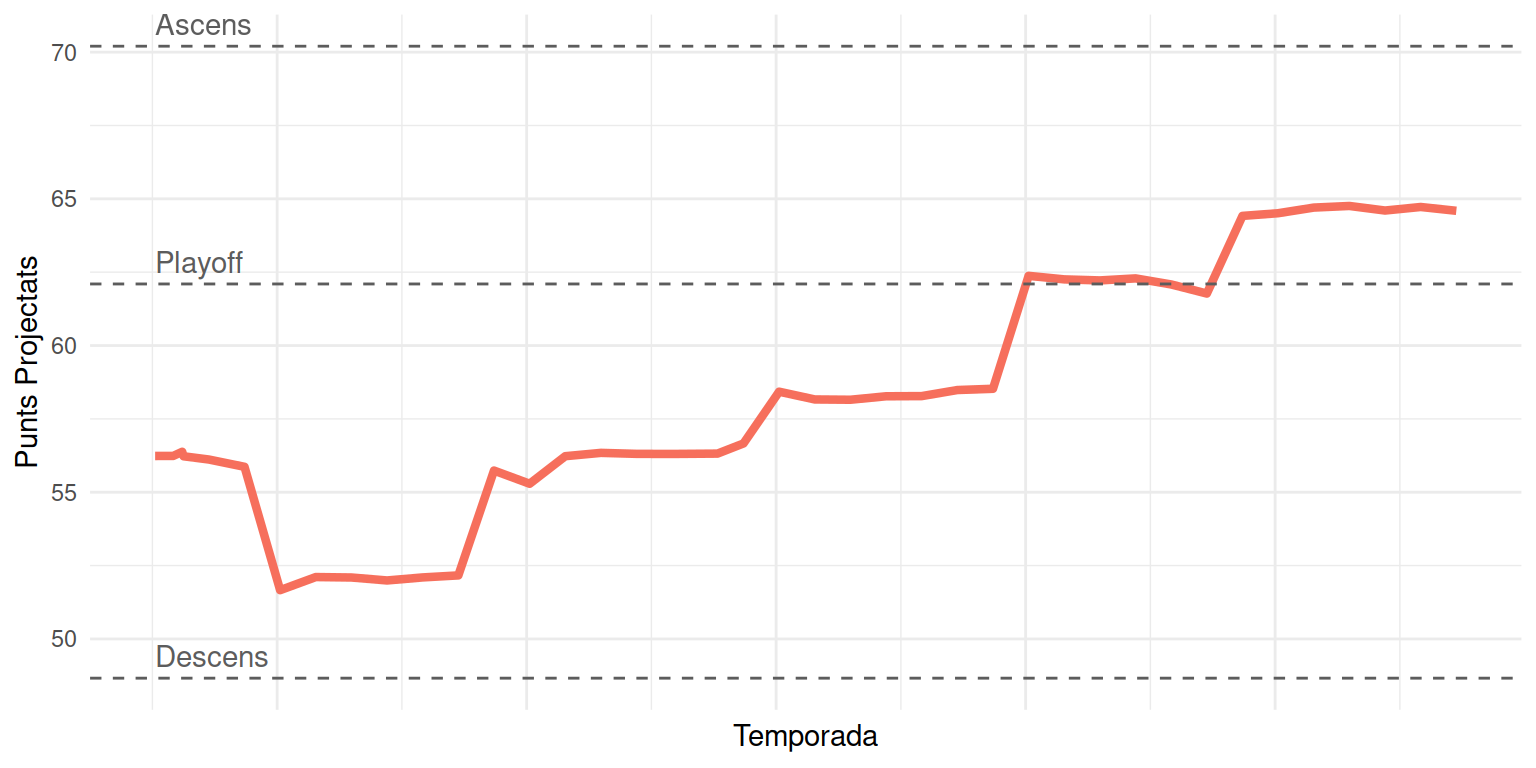 Ascens
70
65
Playoff
Punts Projectats
60
55
50
Descens
Temporada